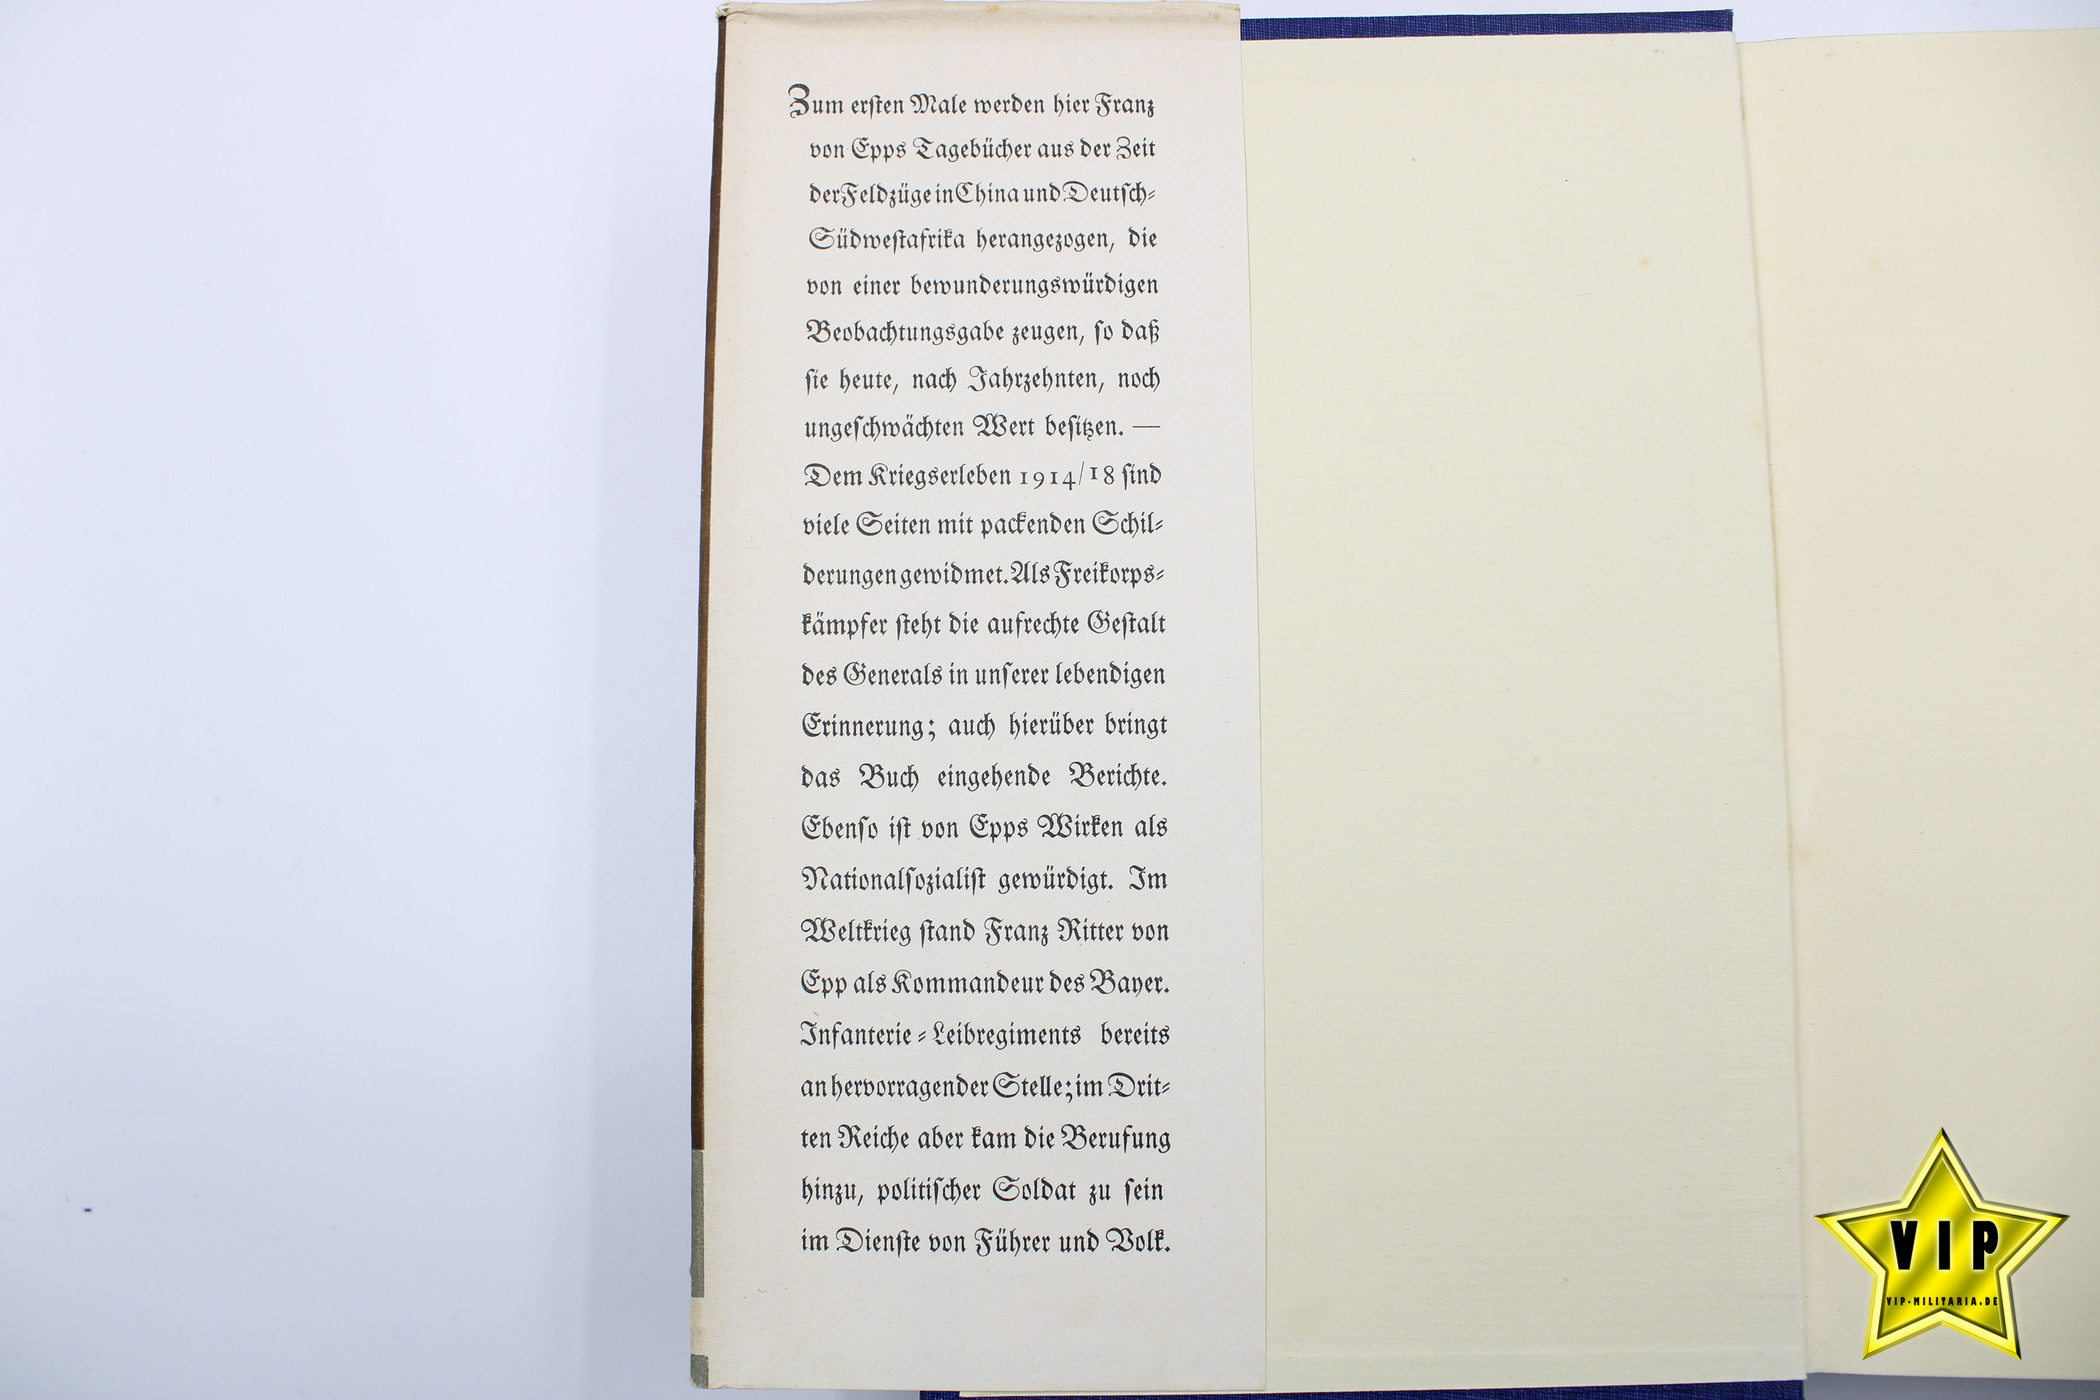 Zum erſten Male werden hier Franz
von Epps Tagebücher aus der Zeit
der Feldzüge in China und Deutſch-
Südweſtafrika herangezogen, die
von einer bewunderungswürdigen
Beobachtungsgabe zeugen, ſo daß
ſie heute, nach Jahrzehnten, noch
ungeſchwächten Wert beſitzen. —
Dem Kriegserleben 1914/18 ſind
viele Seiten mit packenden Schil-
derungen gewidmet. Als Freikorps-
kämpfer ſteht die aufrechte Geſtalt
des Generals in unſerer lebendigen
Erinnerung; auch hierüber bringt
das Buch eingehende Berichte.
Ebenſo iſt von Epps Wirken als
Nationalſozialiſt gewürdigt. Im
Weltkrieg ſtand Franz Ritter von
Epp als Kommandeur des Bayer.
Infanterie-Leibregiments bereits
an hervorragender Stelle; im Drit-
ten Reiche aber kam die Berufung
hinzu, politiſcher Soldat zu ſein
im Dienſte von Führer und Volk.
VIP
VIP-MILITARIA.DE